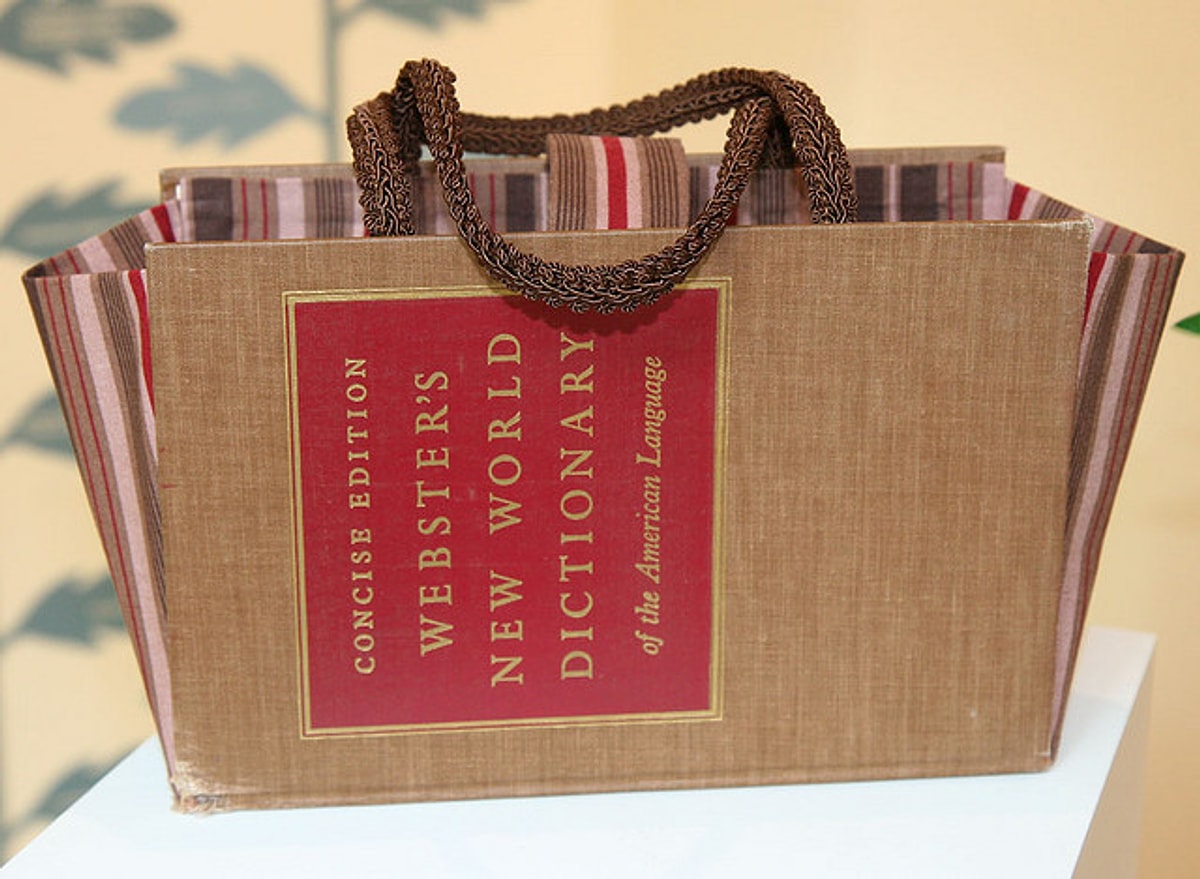 CONCISE EDITION
WEBSTER'S
NEW WORLD
DICTIONARY
of the American Language